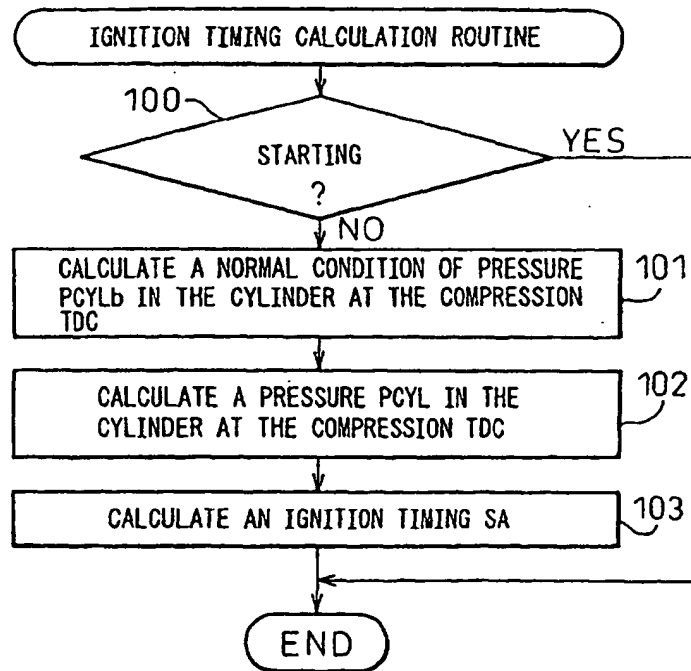 IGNITION TIMING CALCULATION ROUTINE
100
STARTING
?
YES
NO
CALCULATE A NORMAL CONDITION OF PRESSURE
PCYLb IN THE CYLINDER AT THE COMPRESSION
TDC
101
CALCULATE A PRESSURE PCYL IN THE
CYLINDER AT THE COMPRESSION TDC
102
CALCULATE AN IGNITION TIMING SA
103
END